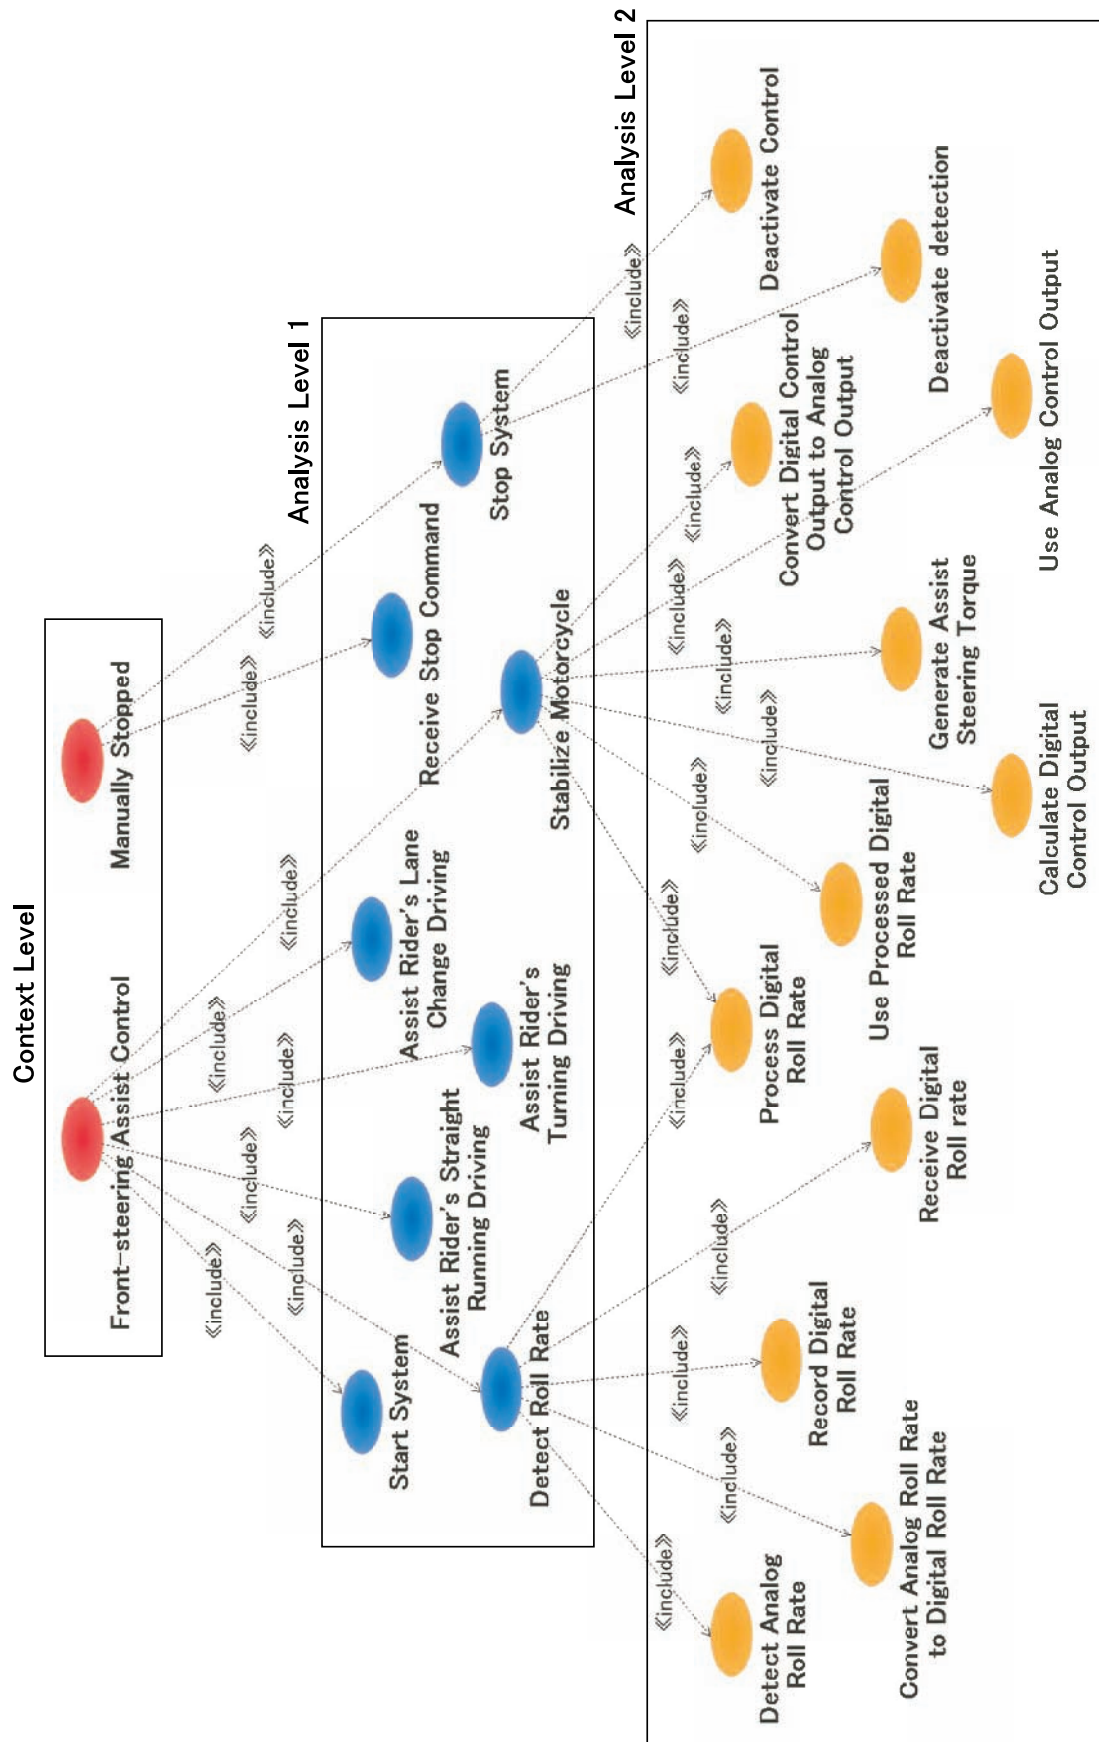 Context Level
Front-steering Assist Control
Manually Stopped
«include»
«include»
«include»
«include»
«include»
«include»
«include»
«include»
Analysis Level 1
Start System
Detect Roll Rate
Assist Rider's Straight
Running Driving
Assist Rider's
Turning Driving
Assist Rider's Lane
Change Driving
Stabilize Motorcycle
Receive Stop Command
Stop System
«include»
«include»
«include»
«include»
«include»
«include»
«include»
«include»
«include»
«include»
«include»
«include»
«include»
Analysis Level 2
Detect Analog
Roll Rate
Convert Analog Roll Rate
to Digital Roll Rate
Record Digital
Roll Rate
Receive Digital
Roll rate
Process Digital
Roll Rate
Use Processed Digital
Roll Rate
Calculate Digital
Control Output
Generate Assist
Steering Torque
Use Analog Control Output
Convert Digital Control
Output to Analog
Control Output
Deactivate detection
Deactivate Control